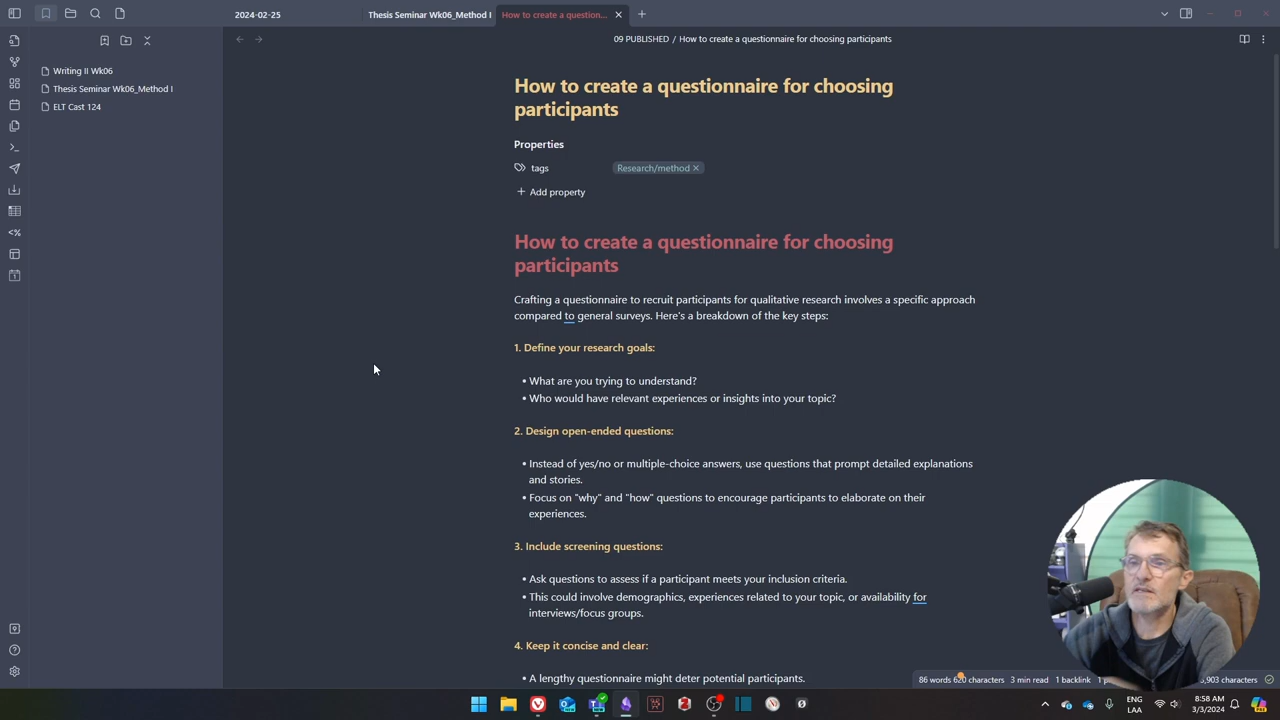 2024-02-25
Thesis Seminar Wk06_Method I
How to create a question...
09 PUBLISHED / How to create a questionnaire for choosing participants
Writing II Wk06
Thesis Seminar Wk06_Method I
ELT Cast 124
How to create a questionnaire for choosing
participants
Properties
tags
Research/method
Add property
How to create a questionnaire for choosing
participants
Crafting a questionnaire to recruit participants for qualitative research involves a specific approach
compared to general surveys. Here's a breakdown of the key steps:
1. Define your research goals:
• What are you trying to understand?
• Who would have relevant experiences or insights into your topic?
2. Design open-ended questions:
• Instead of yes/no or multiple-choice answers, use questions that prompt detailed explanations
and stories.
• Focus on "why" and "how" questions to encourage participants to elaborate on their
experiences.
3. Include screening questions:
• Ask questions to assess if a participant meets your inclusion criteria.
• This could involve demographics, experiences related to your topic, or availability for
interviews/focus groups.
4. Keep it concise and clear:
• A lengthy questionnaire might deter potential participants.
86 words
characters
3 min read
1 backlink
,903 characters
ENG
LAA
8:58 AM
3/3/2024